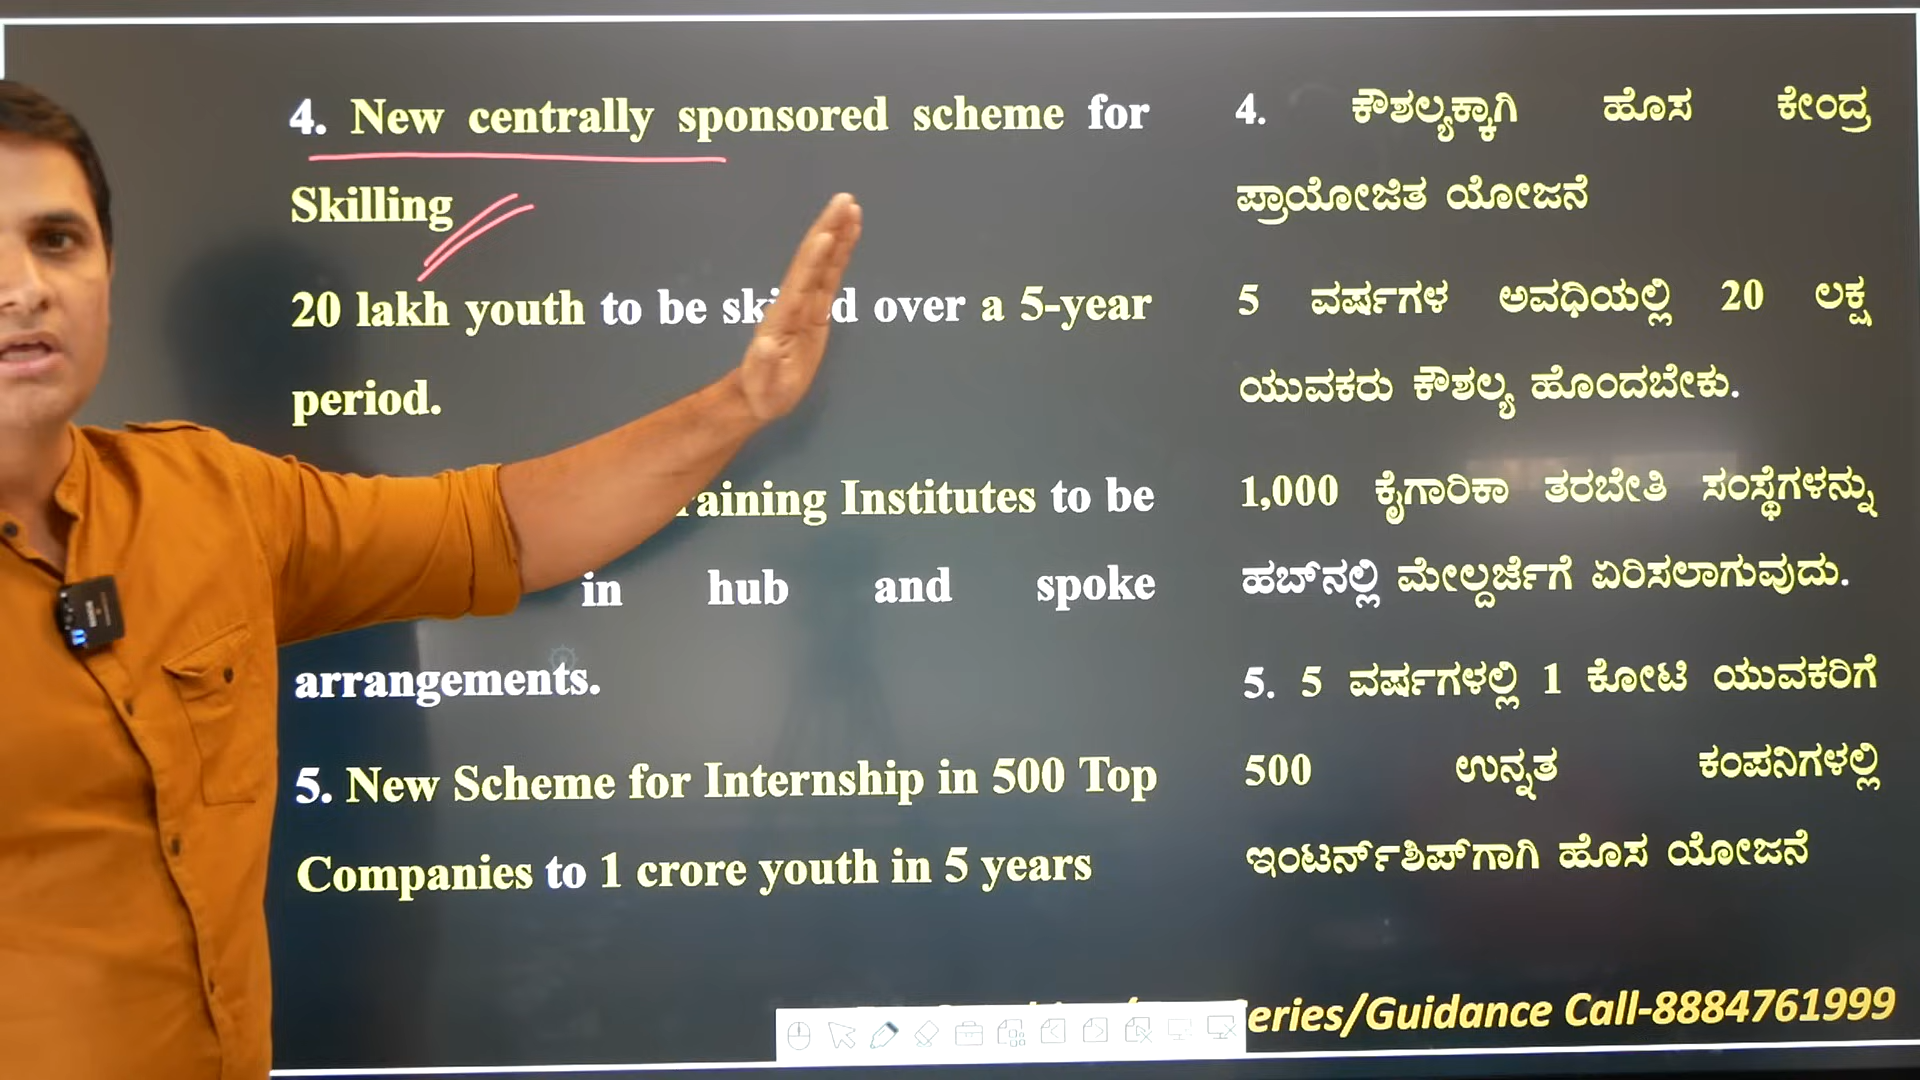 4. New centrally sponsored scheme for
Skilling
20 lakh youth to be over a 5-year
period.
Institutes to be
in hub and spoke
arrangements.
5. New Scheme for Internship in 500 Top
Companies to 1 crore youth in 5 years
4. ಕೌಶಲ್ಯಕ್ಕಾಗಿ ಹೊಸ ಕೇಂದ್ರ
ಪ್ರಾಯೋಜಿತ ಯೋಜನೆ
5 ವರ್ಷಗಳ ಅವಧಿಯಲ್ಲಿ 20 ಲಕ್ಷ
ಯುವಕರು ಕೌಶಲ್ಯ ಹೊಂದಬೇಕು.
1,000 ಕೈಗಾರಿಕಾ ತರಬೇತಿ ಸಂಸ್ಥೆಗಳನ್ನು
ಹಬ್‌ನಲ್ಲಿ ಮೇಲ್ದರ್ಜೆಗೆ ಏರಿಸಲಾಗುವುದು.
5. 5 ವರ್ಷಗಳಲ್ಲಿ 1 ಕೋಟಿ ಯುವಕರಿಗೆ
500 ಉನ್ನತ ಕಂಪನಿಗಳಲ್ಲಿ
ಇಂಟರ್ನ್‌ಶಿಪ್‌ಗಾಗಿ ಹೊಸ ಯೋಜನೆ
eries/Guidance Call-8884761999